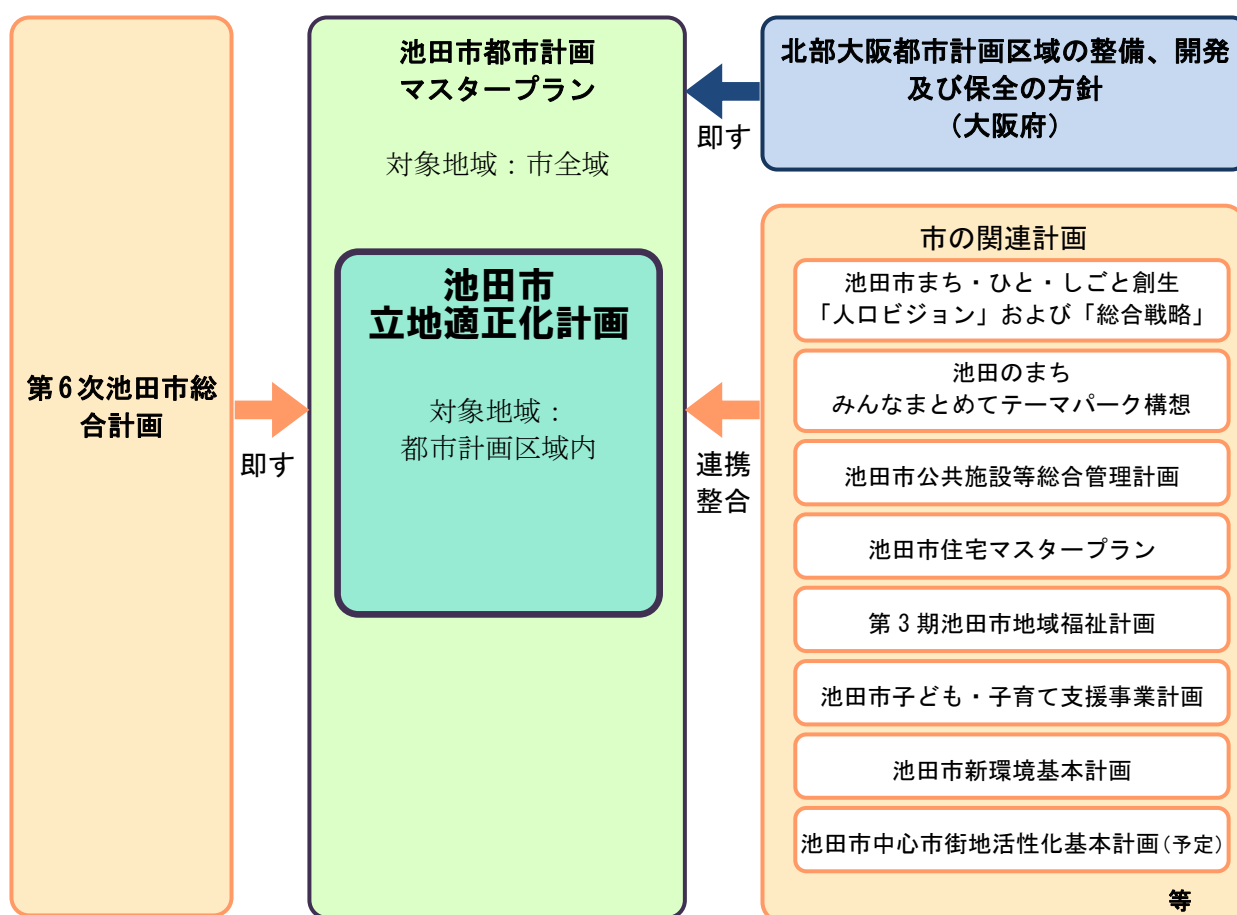 第6次池田市総
合計画
即す
池田市都市計画
マスタープラン
対象地域：市全域
池田市
立地適正化計画
対象地域：
都市計画区域内
即す
北部大阪都市計画区域の整備、開発
及び保全の方針
（大阪府）
連携
整合
市の関連計画
池田市まち・ひと・しごと創生
「人口ビジョン」および「総合戦略」
池田のまち
みんなまとめてテーマパーク構想
池田市公共施設等総合管理計画
池田市住宅マスタープラン
第３期池田市地域福祉計画
池田市子ども・子育て支援事業計画
池田市新環境基本計画
池田市中心市街地活性化基本計画(予定)
等